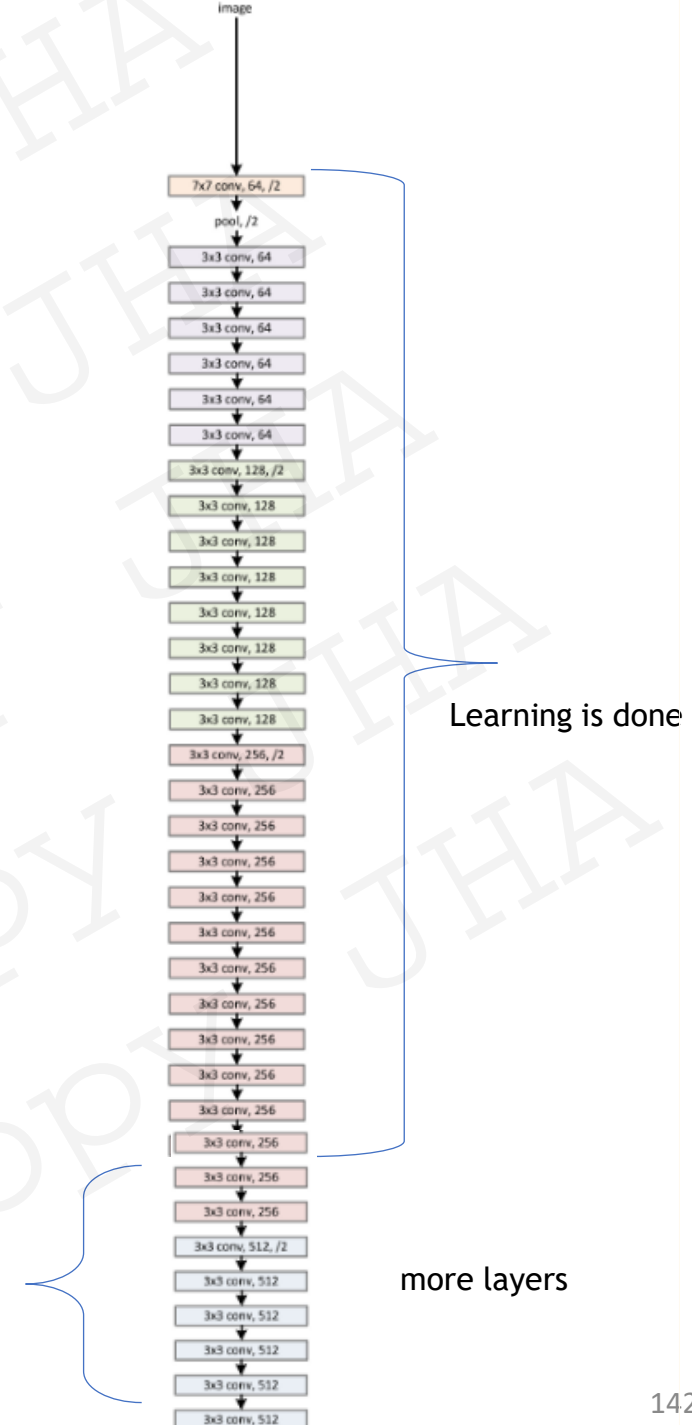 image
7x7 conv, 64, /2
pool, /2
3x3 conv, 64
3x3 conv, 64
3x3 conv, 64
3x3 conv, 64
3x3 conv, 64
3x3 conv, 64
3x3 conv, 128, /2
3x3 conv, 128
3x3 conv, 128
3x3 conv, 128
3x3 conv, 128
3x3 conv, 128
3x3 conv, 128
3x3 conv, 128
Learning is done
3x3 conv, 256, /2
3x3 conv, 256
3x3 conv, 256
3x3 conv, 256
3x3 conv, 256
3x3 conv, 256
3x3 conv, 256
3x3 conv, 256
3x3 conv, 256
3x3 conv, 256
3x3 conv, 256
3x3 conv, 256
3x3 conv, 256
3x3 conv, 256
3x3 conv, 512, /2
3x3 conv, 512
more layers
3x3 conv, 512
3x3 conv, 512
3x3 conv, 512
3x3 conv, 512
142
JHA
JHA
JHA
JHA
JHA